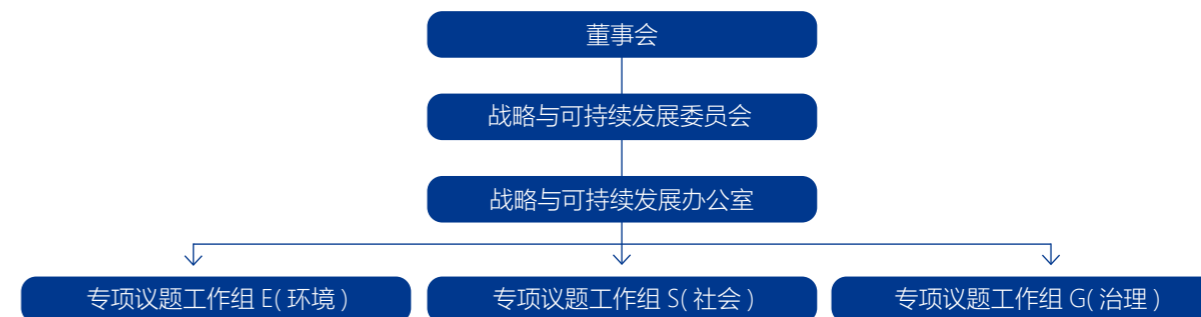 董事会
战略与可持续发展委员会
战略与可持续发展办公室
专项议题工作组 E( 环境 )
专项议题工作组 S( 社会 )
专项议题工作组 G( 治理 )